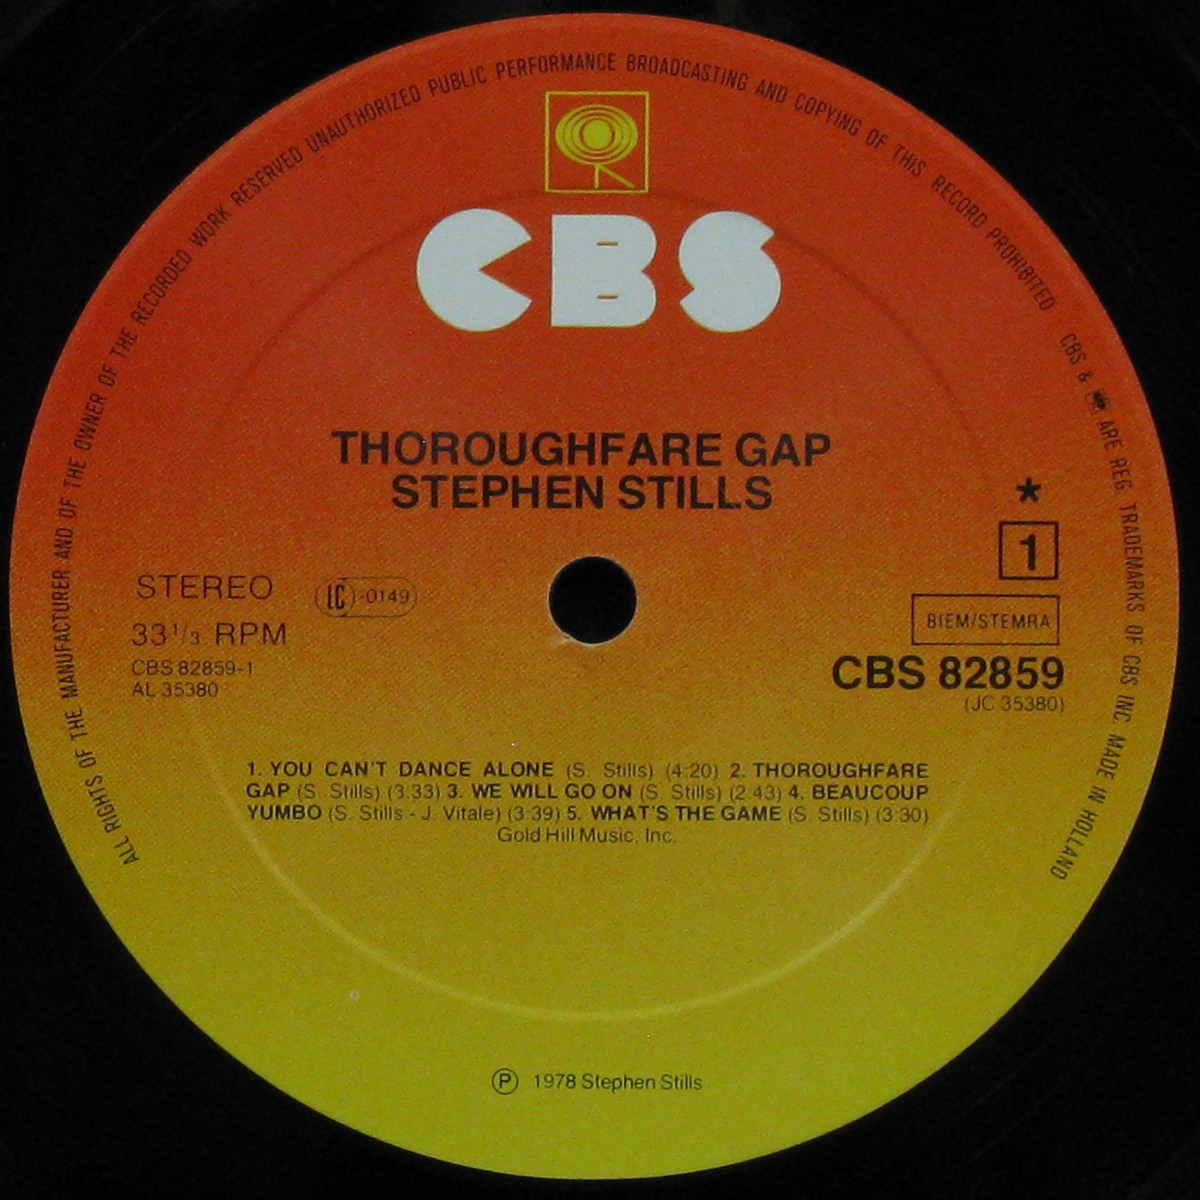 ALL RIGHTS OF THE MANUFACTURER AND OF THE OWNER OF THE RECORDED WORK RESERVED UNAUTHORIZED PUBLIC PERFORMANCE BROADCASTING AND COPYING OF THIS RECORD PROHIBITED CBS & ARE REG TRADEMARKS OF CBS INC. MADE IN HOLLAND
CBS
THOROUGHFARE GAP
STEPHEN STILLS
*
1
STEREO
LC-0149
BIEM/STEMRA
33 1/3 RPM
CBS 82859-1
AL 35380
CBS 82859
(JC 35380)
1. YOU CAN'T DANCE ALONE (S. Stills) (4:20) 2. THOROUGHFARE
GAP (S. Stills) (3.33) 3. WE WILL GO ON (S. Stills) (2:43) 4. BEAUCOUP
YUMBO (S. Stills - J. Vitale) (3:39) 5. WHAT'S THE GAME (S. Stills) (3:30)
Gold Hill Music, Inc.
Ⓟ 1978 Stephen Stills